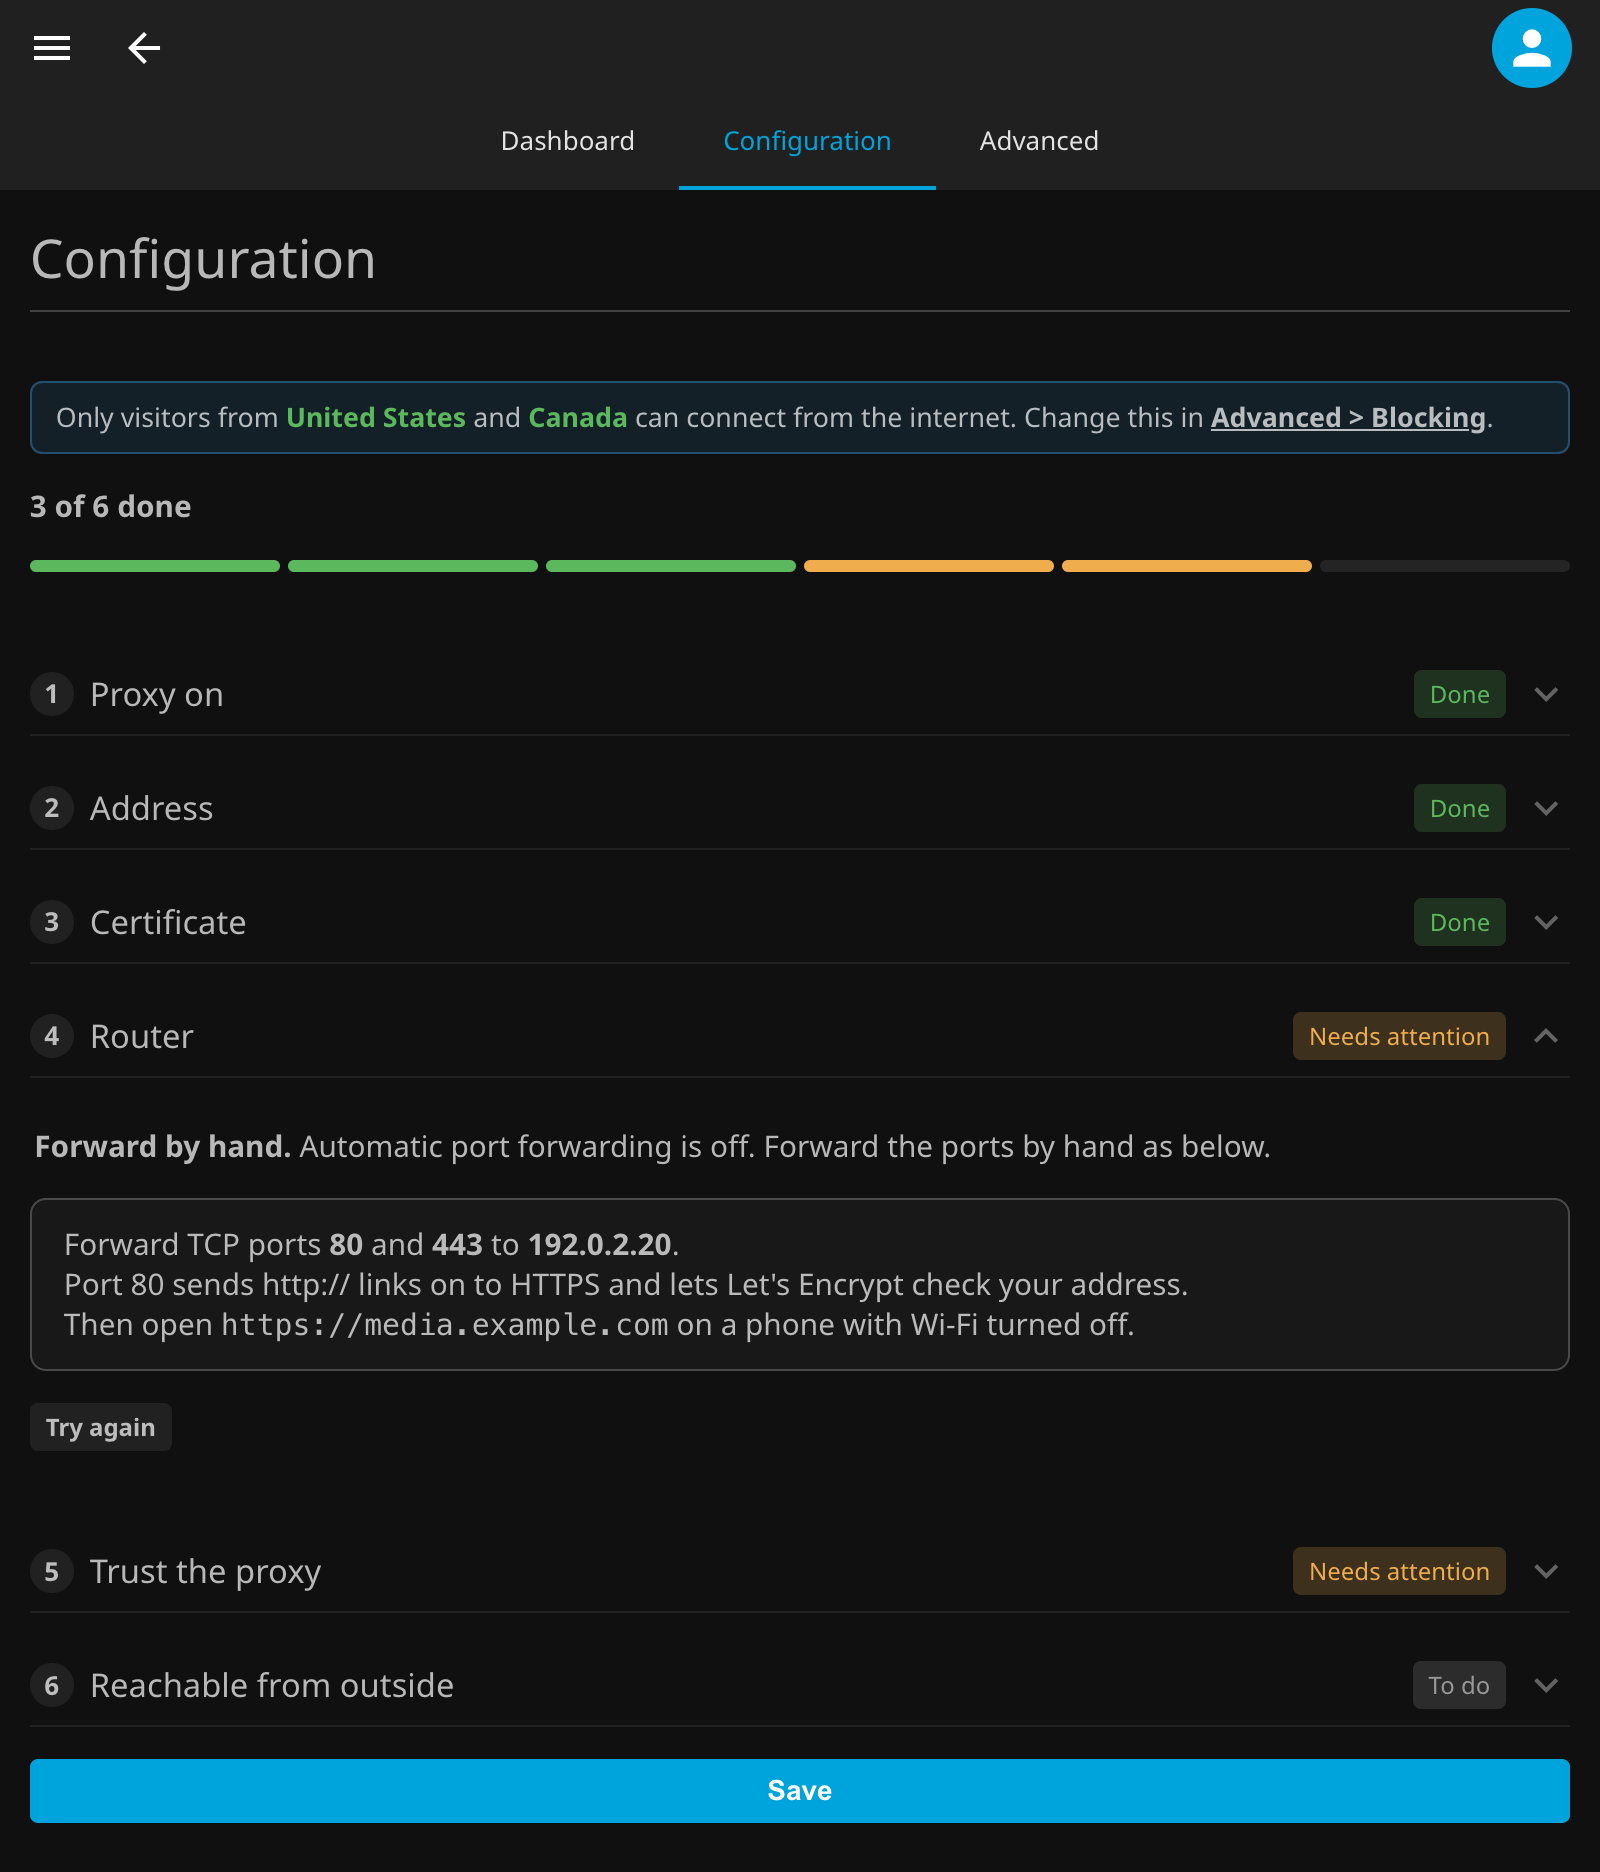 Dashboard
Configuration
Advanced
Configuration
Only visitors from United States and Canada can connect from the internet. Change this in Advanced > Blocking.
3 of 6 done
1 Proxy on Done
2 Address Done
3 Certificate Done
4 Router Needs attention
Forward by hand. Automatic port forwarding is off. Forward the ports by hand as below.
Forward TCP ports 80 and 443 to 192.0.2.20.
Port 80 sends http:// links on to HTTPS and lets Let's Encrypt check your address.
Then open https://media.example.com on a phone with Wi-Fi turned off.
Try again
5 Trust the proxy Needs attention
6 Reachable from outside To do
Save